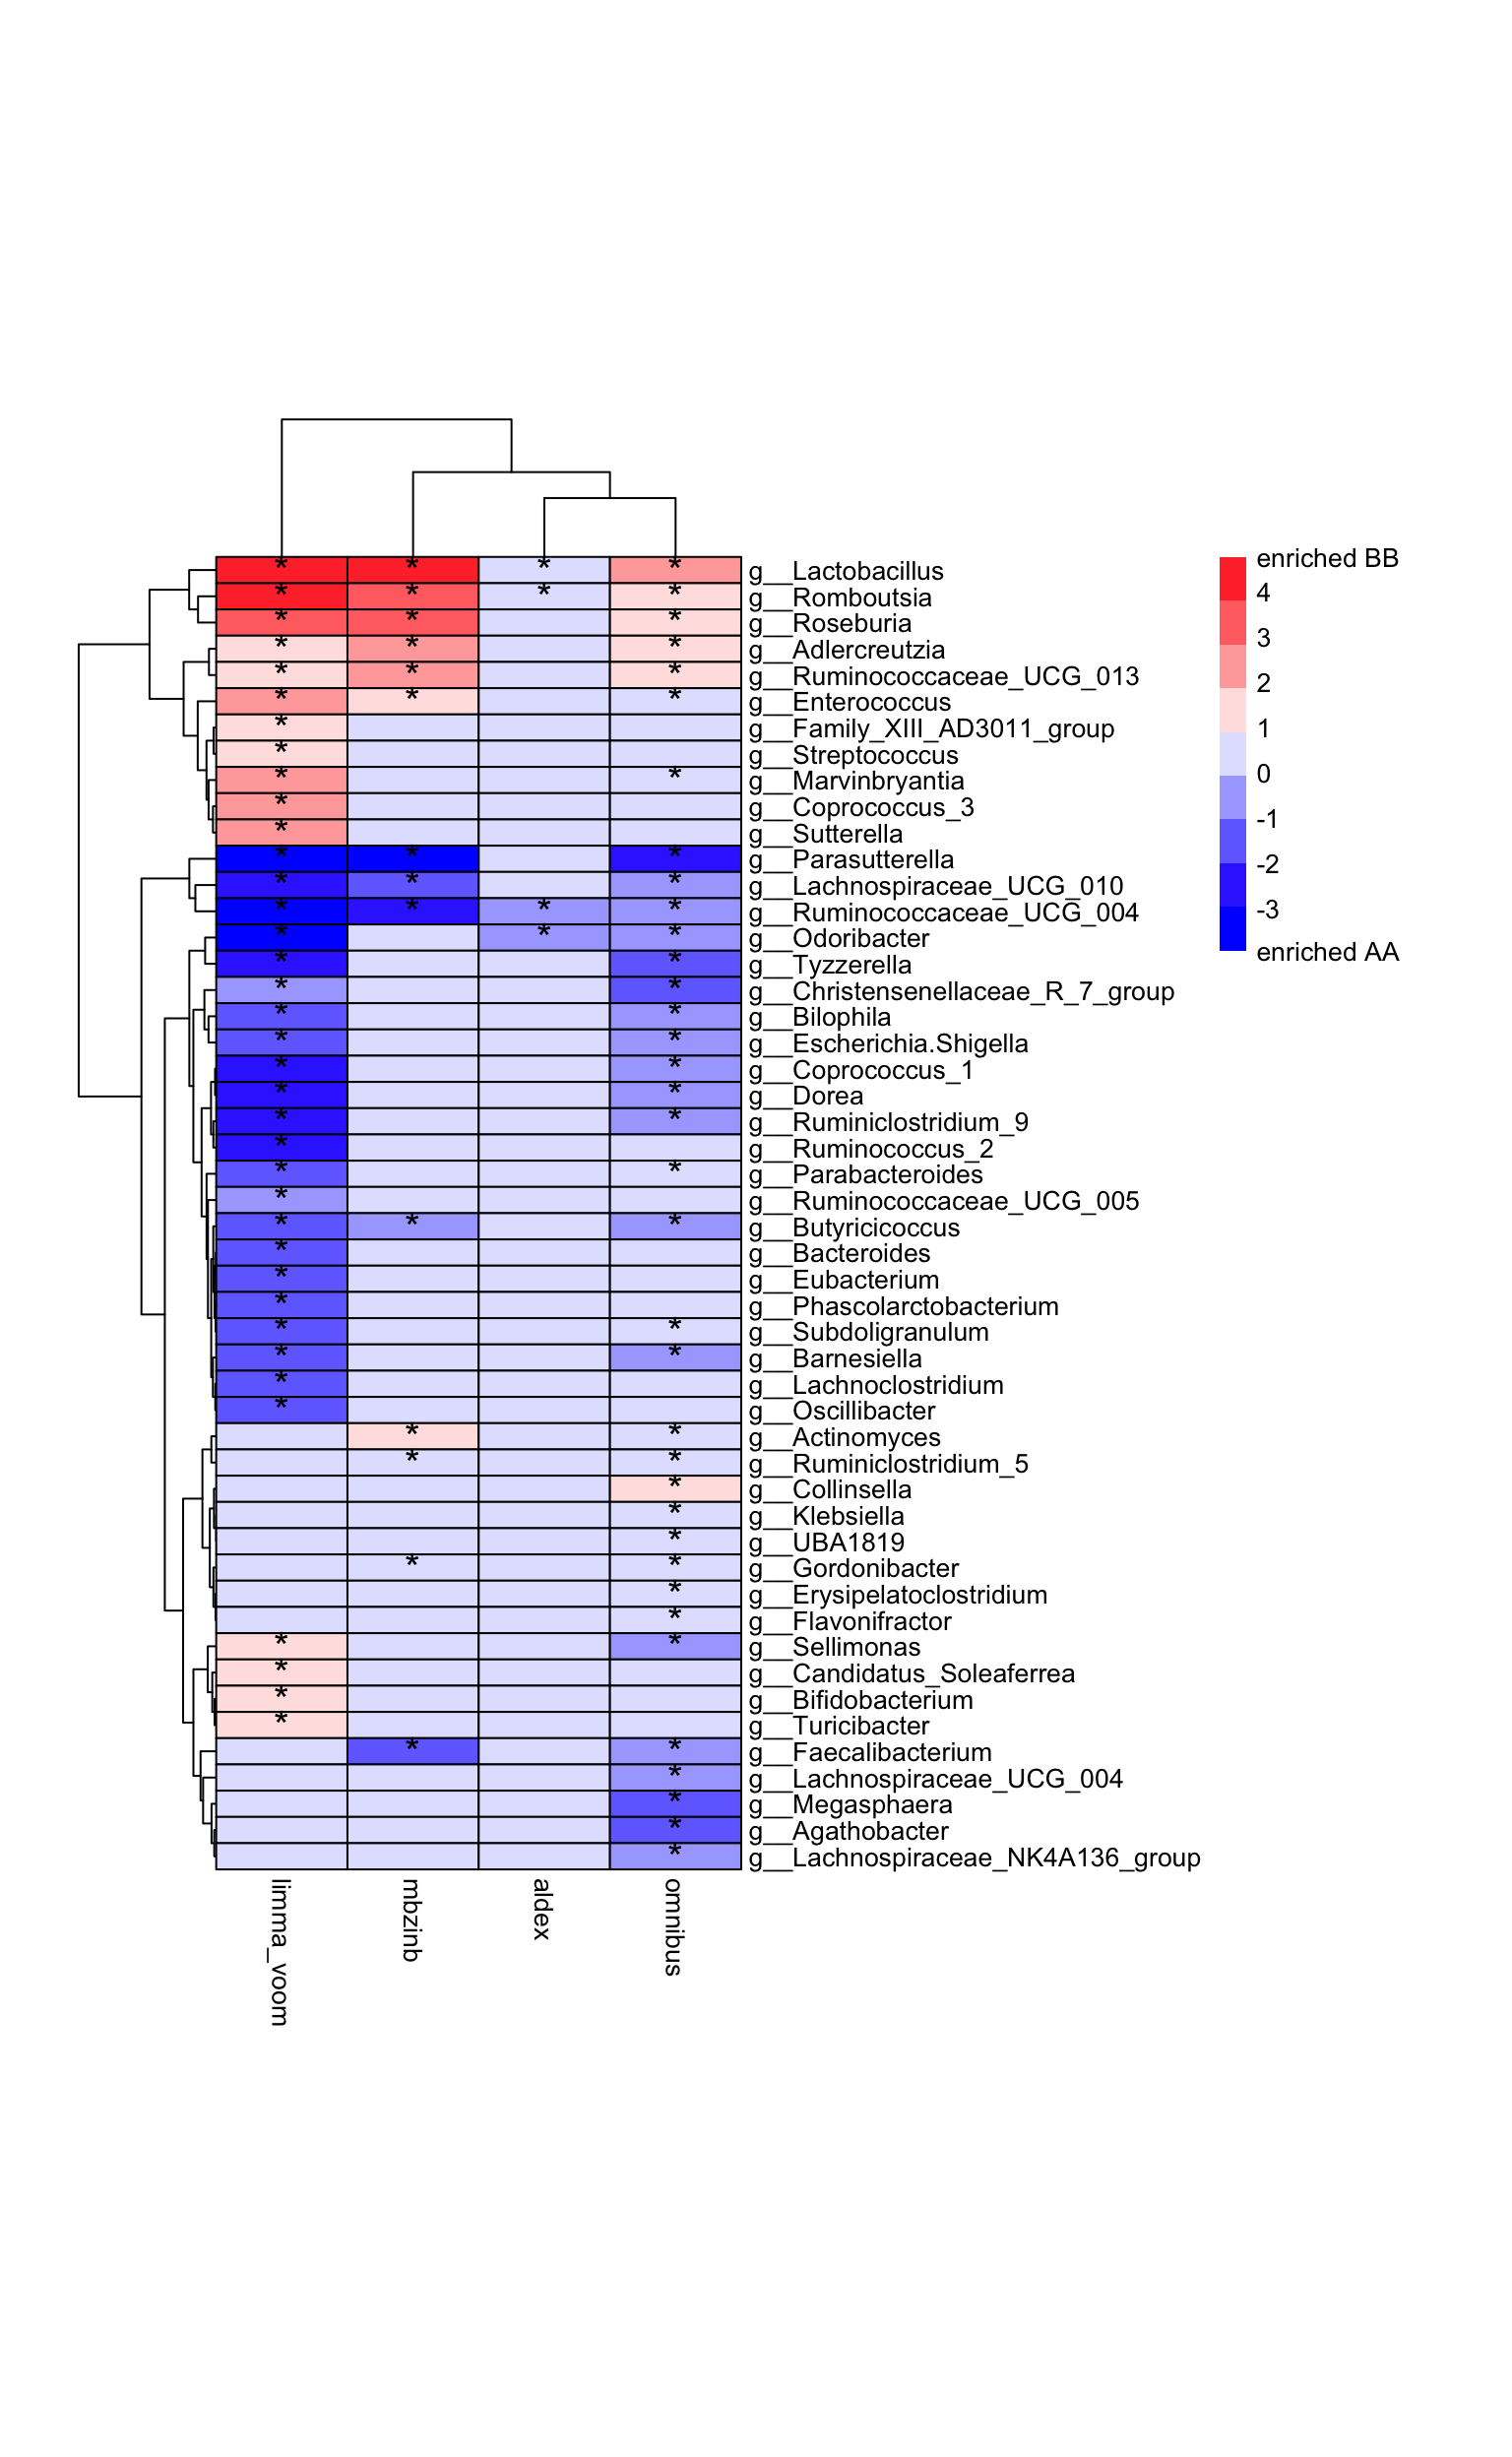 g__Lactobacillus
g__Romboutsia
g__Roseburia
g__Adlercreutzia
g__Ruminococcaceae_UCG_013
g__Enterococcus
g__Family_XIII_AD3011_group
g__Streptococcus
g__Marvinbryantia
g__Coprococcus_3
g__Sutterella
g__Parasutterella
g__Lachnospiraceae_UCG_010
g__Ruminococcaceae_UCG_004
g__Odoribacter
g__Tyzzerella
g__Christensenellaceae_R_7_group
g__Bilophila
g__Escherichia.Shigella
g__Coprococcus_1
g__Dorea
g__Ruminiclostridium_9
g__Ruminococcus_2
g__Parabacteroides
g__Ruminococcaceae_UCG_005
g__Butyricicoccus
g__Bacteroides
g__Eubacterium
g__Phascolarctobacterium
g__Subdoligranulum
g__Barnesiella
g__Lachnoclostridium
g__Oscillibacter
g__Actinomyces
g__Ruminiclostridium_5
g__Collinsella
g__Klebsiella
g__UBA1819
g__Gordonibacter
g__Erysipelatoclostridium
g__Flavonifractor
g__Sellimonas
g__Candidatus_Soleaferrea
g__Bifidobacterium
g__Turicibacter
g__Faecalibacterium
g__Lachnospiraceae_UCG_004
g__Megasphaera
g__Agathobacter
g__Lachnospiraceae_NK4A136_group
limma_voom
mbzinb
aldex
omnibus
enriched BB
4
3
2
1
0
-1
-2
-3
enriched AA